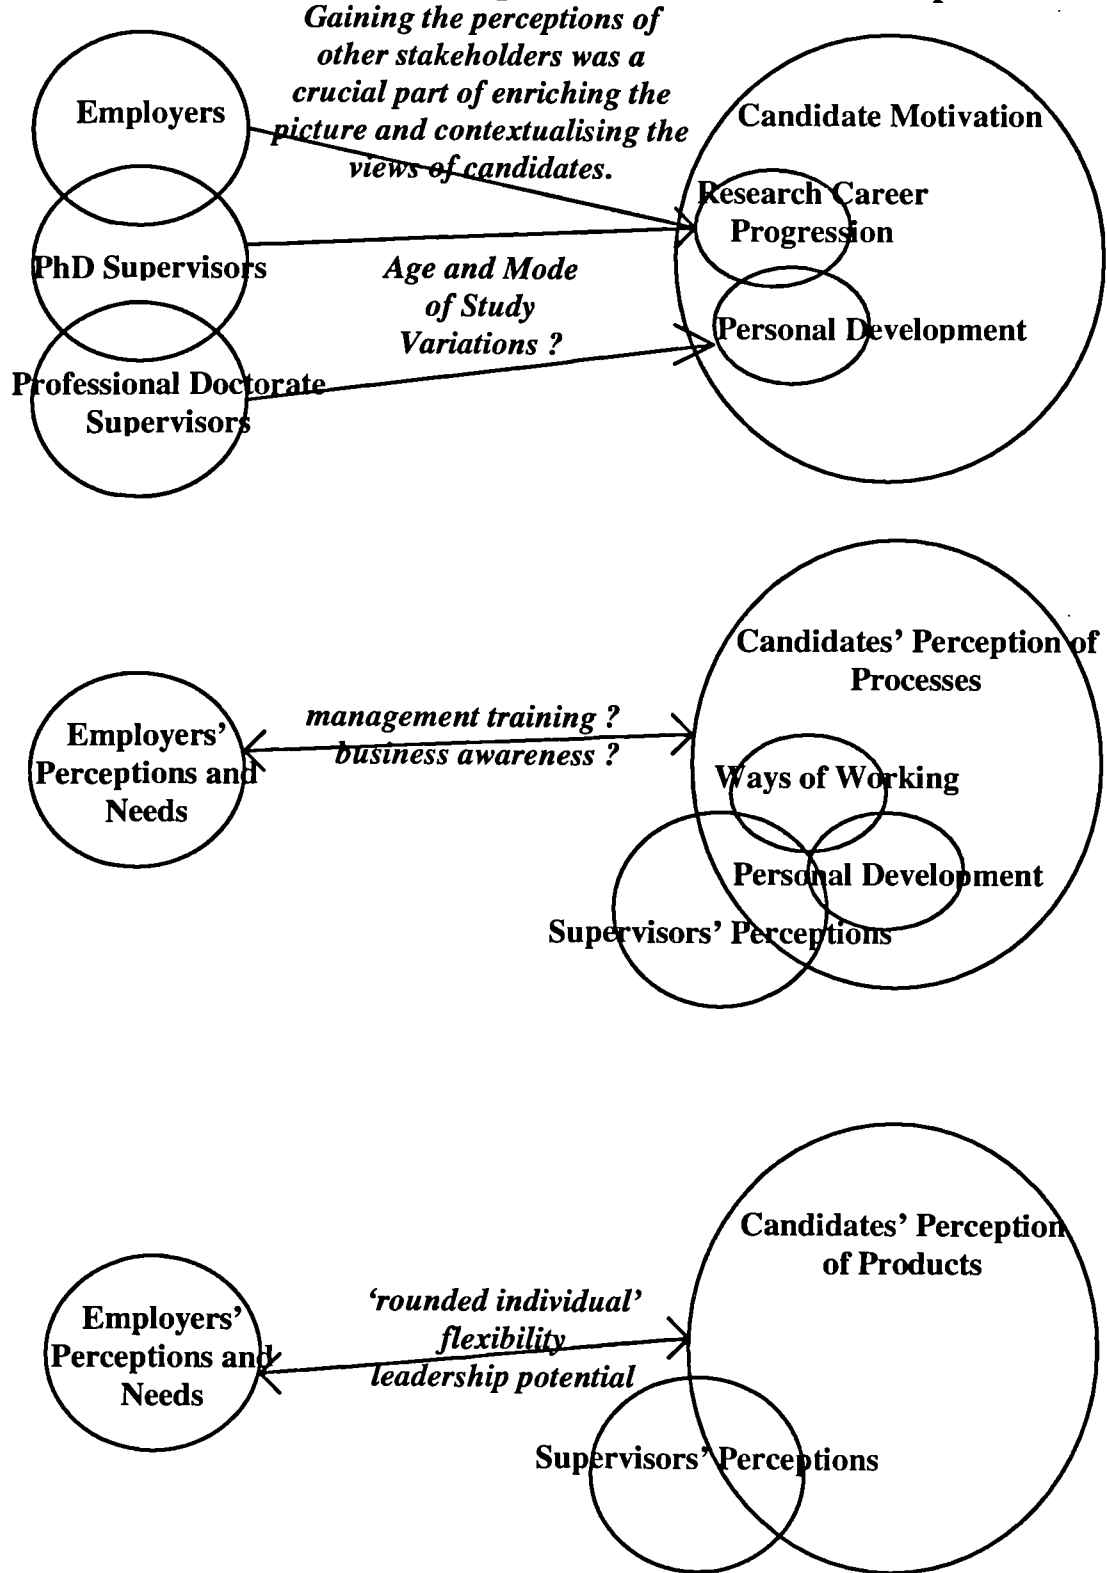 Gaining the perceptions of
other stakeholders was a
crucial part of enriching the
picture and contextualising the
views of candidates.
Employers
Candidate Motivation
Research Career
Progression
PhD Supervisors
Age and Mode
of Study
Variations ?
Personal Development
Professional Doctorate
Supervisors
Candidates' Perception of
Processes
Employers'
Perceptions and
Needs
management training ?
business awareness ?
Ways of Working
Personal Development
Supervisors' Perceptions
Candidates' Perception
of Products
Employers'
Perceptions and
Needs
‘rounded individual’
flexibility
leadership potential
Supervisors' Perceptions